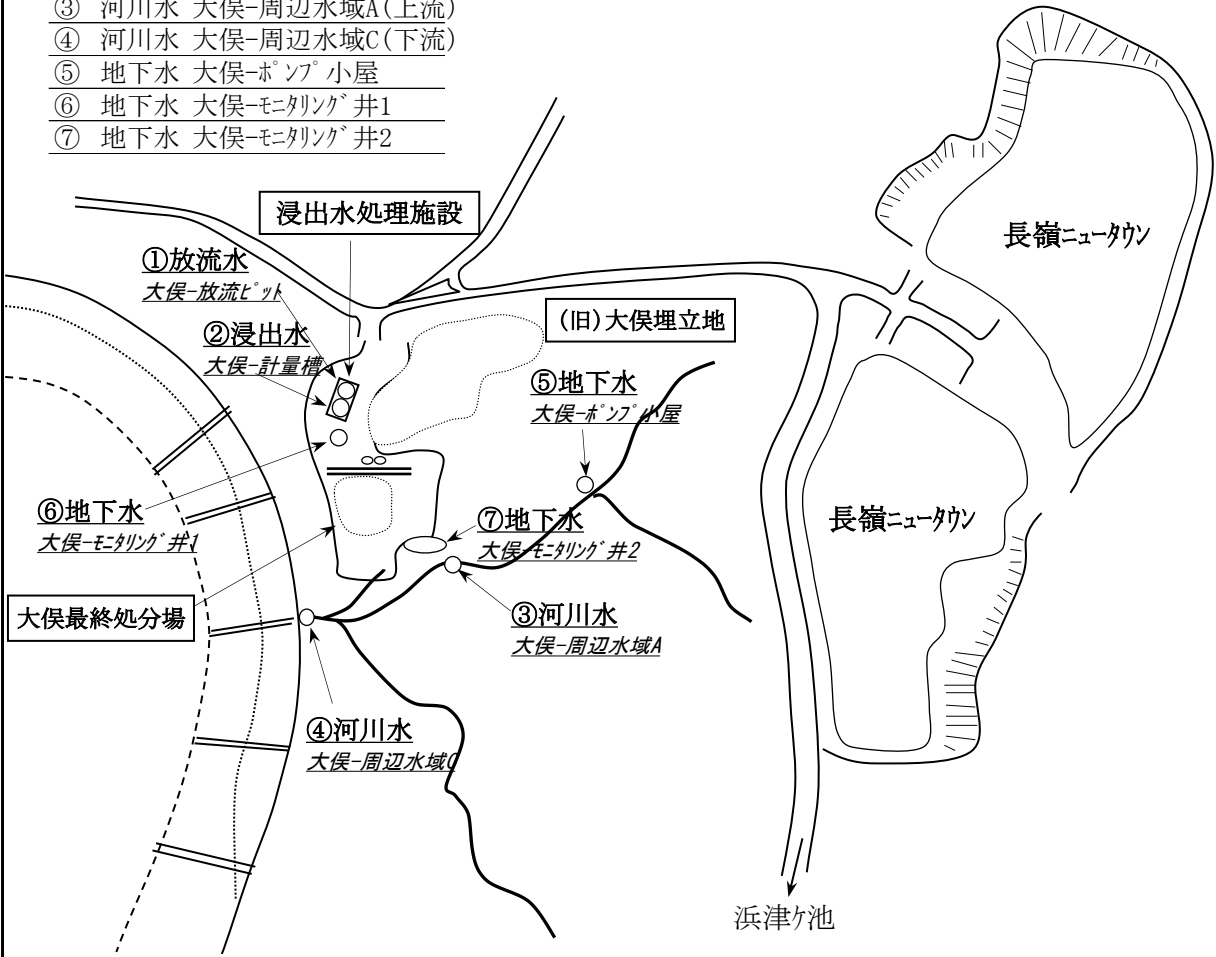 ③ 河川水 大俣-周辺水域A(上流)
④ 河川水 大俣-周辺水域C(下流)
⑤ 地下水 大俣-ﾎﾟﾝﾌﾟ小屋
⑥ 地下水 大俣-ﾓﾆﾀﾘﾝｸﾞ井1
⑦ 地下水 大俣-ﾓﾆﾀﾘﾝｸﾞ井2
浸出水処理施設
長嶺ニュータウン
①放流水
大俣-放流ﾋﾟｯﾄ
(旧)大俣埋立地
②浸出水
大俣-計量槽
⑤地下水
大俣-ﾎﾟﾝﾌﾟ小屋
⑥地下水
大俣-ﾓﾆﾀﾘﾝｸﾞ井1
⑦地下水
大俣-ﾓﾆﾀﾘﾝｸﾞ井2
長嶺ニュータウン
大俣最終処分場
③河川水
大俣-周辺水域A
④河川水
大俣-周辺水域C
浜津ｹ池